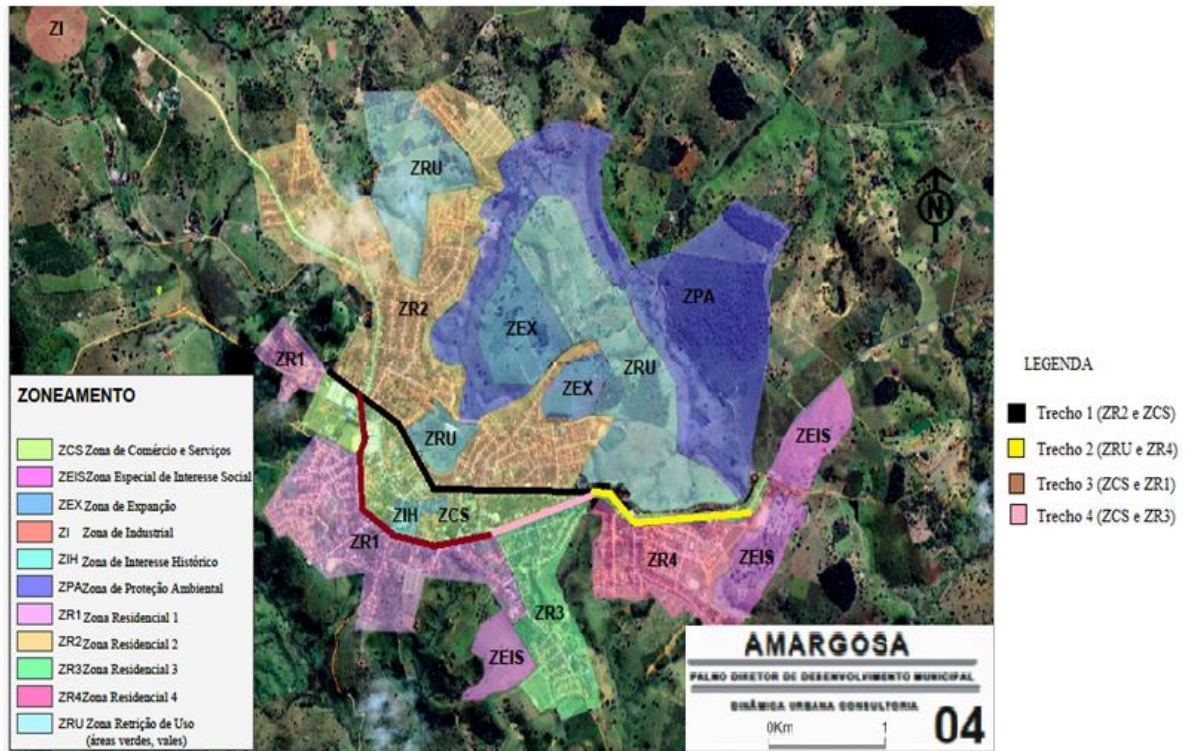 ZI
ZRU
ZR2
ZPA
ZEX
ZEX
ZRU
ZR1
ZRU
ZEIS
ZIH
ZCS
ZR1
ZR4
ZEIS
ZR3
ZEIS
N
ZONEAMENTO
ZCS Zona de Comércio e Serviços
ZEIS Zona Especial de Interesse Social
ZEX Zona de Expanção
ZI Zona de Industrial
ZIH Zona de Interesse Histórico
ZPA Zona de Proteção Ambiental
ZR1 Zona Residencial 1
ZR2 Zona Residencial 2
ZR3 Zona Residencial 3
ZR4 Zona Residencial 4
ZRU Zona Retrição de Uso
(áreas verdes, vales)
AMARGOSA
PALNO DIRETOR DE DESENVOLVIMENTO MUNICIPAL
DINÂMICA URBANA CONSULTORIA
0Km 1
04
LEGENDA
Trecho 1 (ZR2 e ZCS)
Trecho 2 (ZRU e ZR4)
Trecho 3 (ZCS e ZR1)
Trecho 4 (ZCS e ZR3)